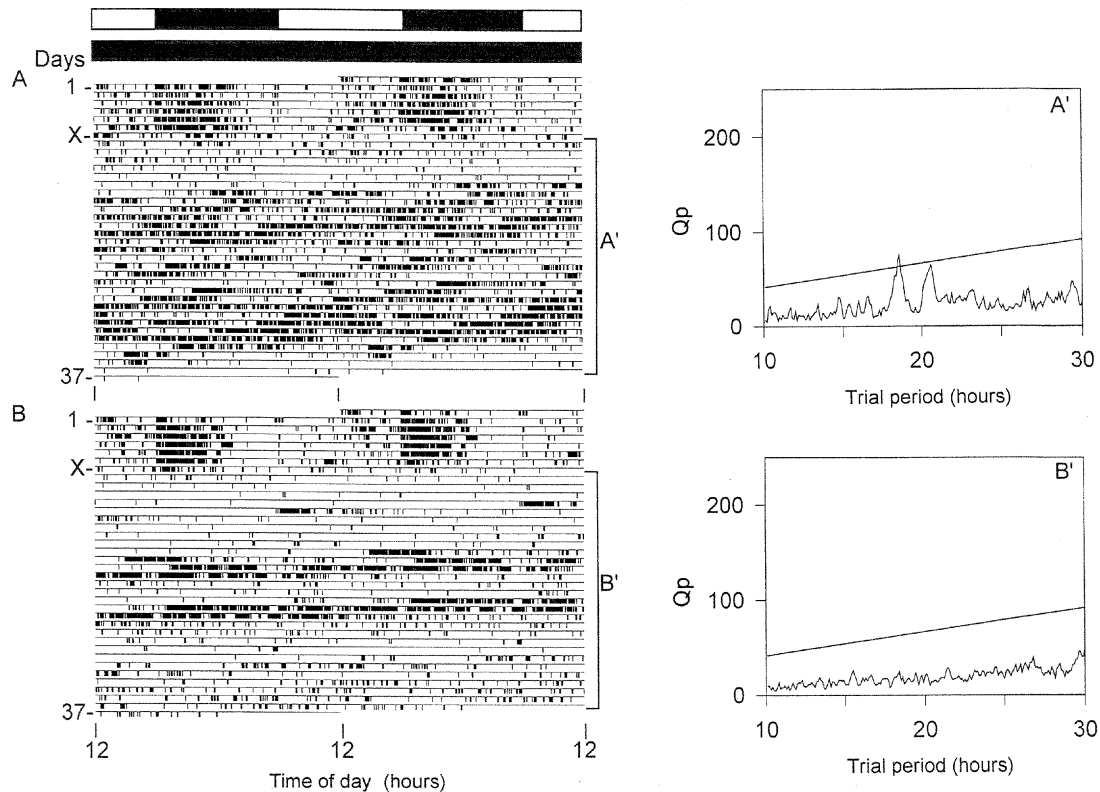 Days
A
1 -
X-
37-
A'
B
1 -
X-
37-
B'
12
12
12
Time of day (hours)
A'
200
100
0
Qp
10
20
30
Trial period (hours)
B'
200
100
0
Qp
10
20
30
Trial period (hours)